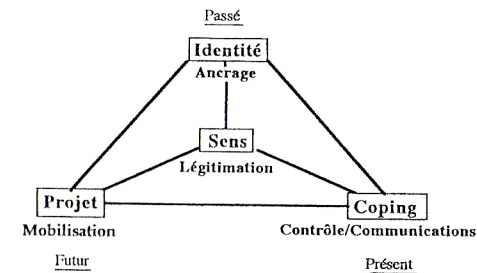 Passé
Identité
Ancrage
Sens
Légitimation
Projet
Coping
Mobilisation
Contrôle/Communications
Futur
Présent